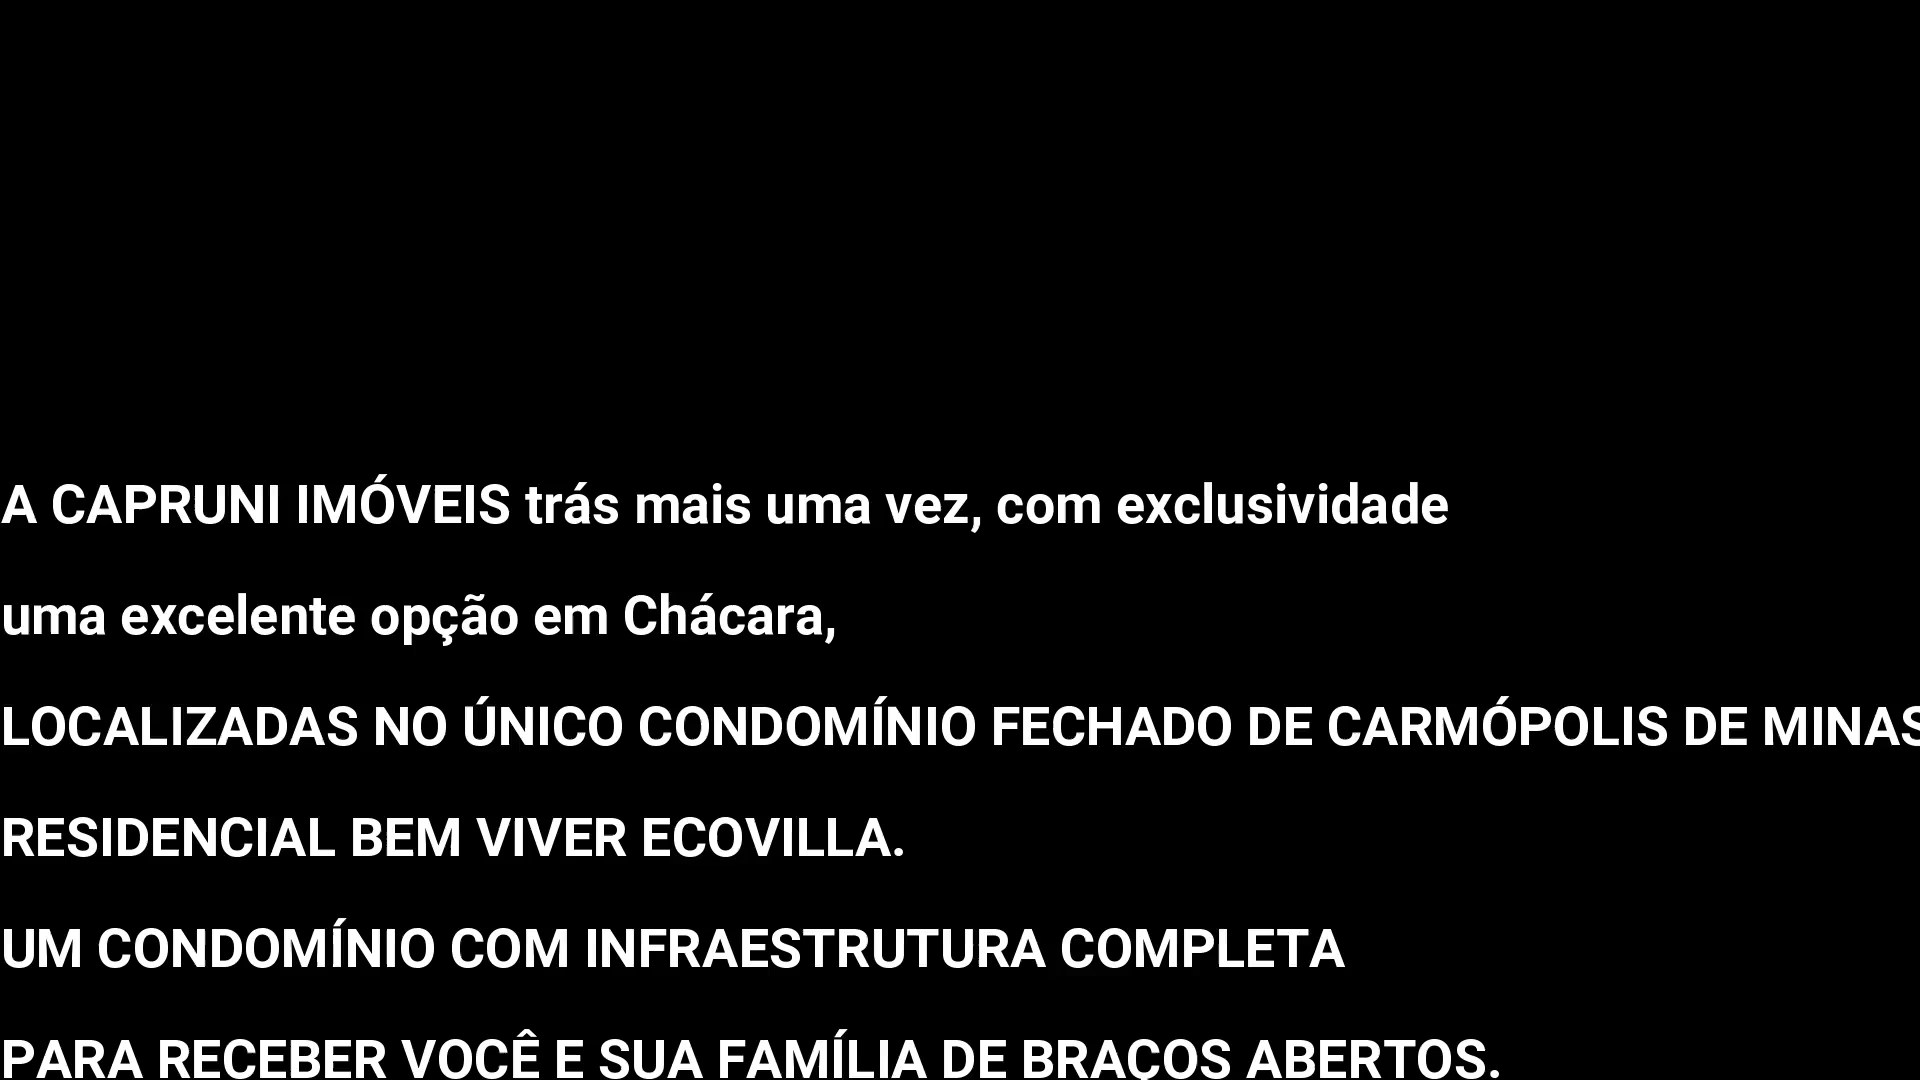 A CAPRUNI IMÓVEIS trás mais uma vez, com exclusividade
uma excelente opção em Chácara,
LOCALIZADAS NO ÚNICO CONDOMÍNIO FECHADO DE CARMÓPOLIS DE MINAS
RESIDENCIAL BEM VIVER ECOVILLA.
UM CONDOMÍNIO COM INFRAESTRUTURA COMPLETA
PARA RECEBER VOCÊ E SUA FAMÍLIA DE BRAÇOS ABERTOS.